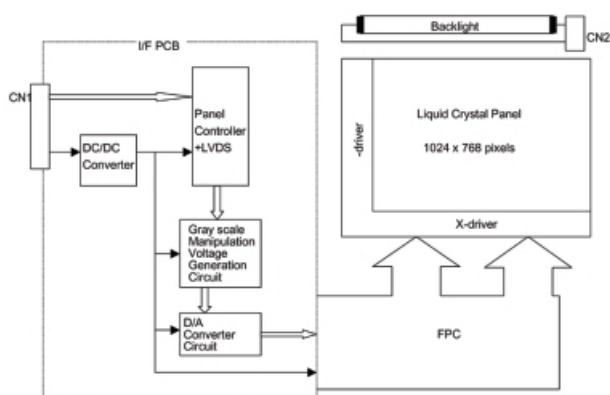 I/F PCB
CN1
Panel
Controller
+LVDS
DC/DC
Converter
Gray scale
Manipulation
Voltage
Generation
Circuit
D/A
Converter
Circuit
Backlight
CN2
-driver
Liquid Crystal Panel
1024 x 768 pixels
X-driver
FPC